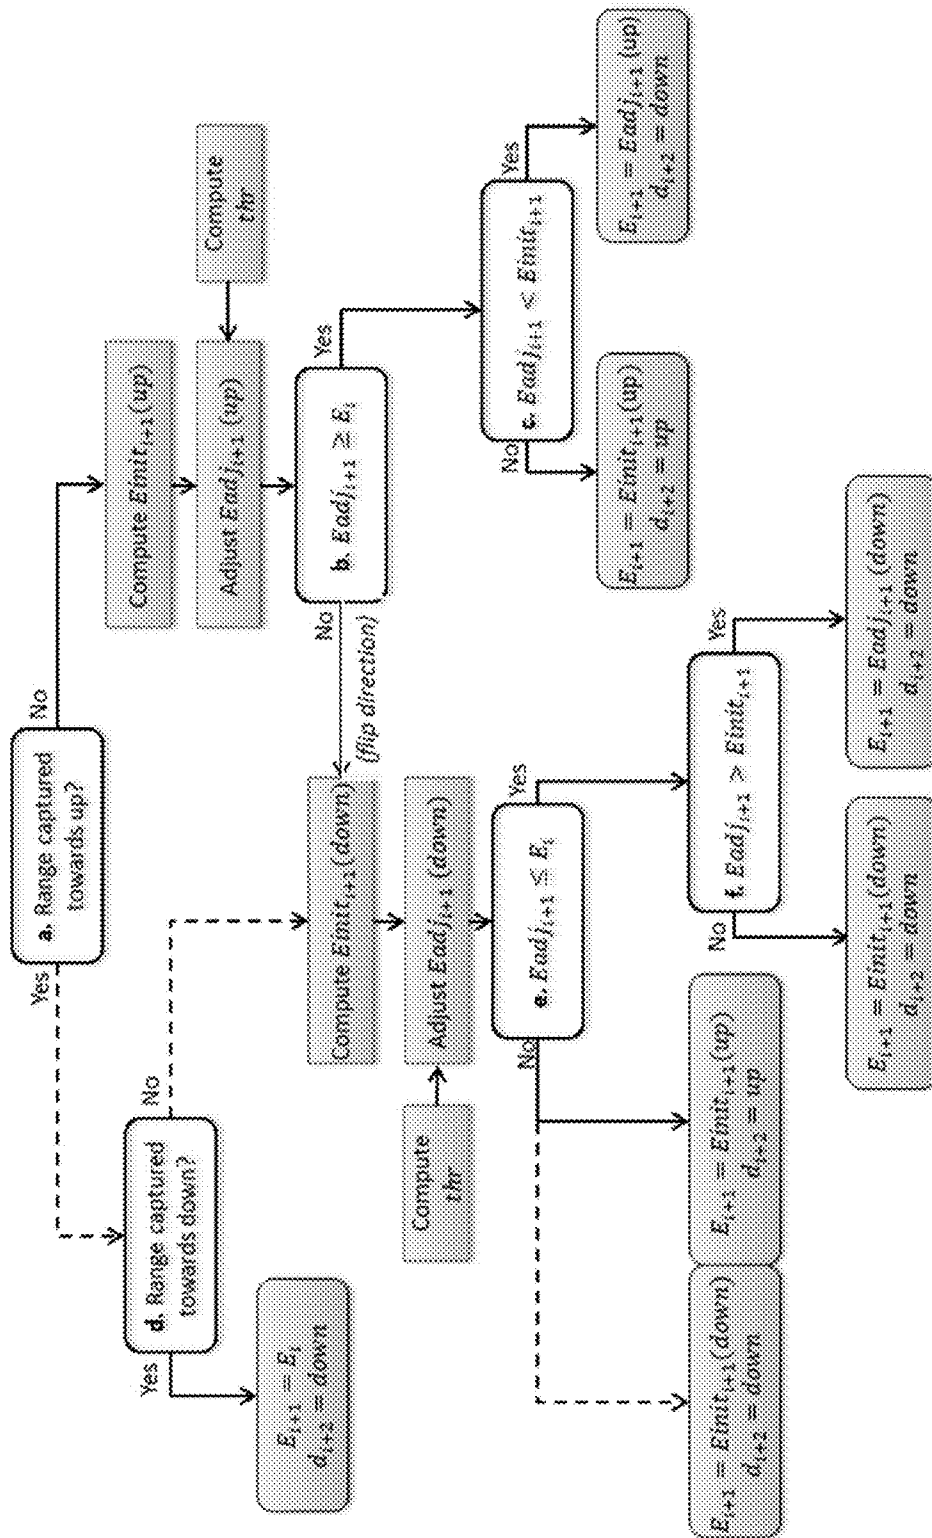 a. Range captured
towards up?
Yes
No
d. Range captured
towards down?
Yes
No
E_{i+1} = E_i
d_{i+2} = down
Compute Einit_{i+1}(up)
Adjust Eadj_{i+1} (up)
Compute
thr
b. Eadj_{i+1} ≥ E_i
No
Yes
(flip direction)
Compute Einit_{i+1}(down)
Adjust Eadj_{i+1} (down)
Compute
thr
e. Eadj_{i+1} ≤ E_i
No
Yes
c. Eadj_{i+1} < Einit_{i+1}
No
Yes
E_{i+1} = Einit_{i+1}(up)
d_{i+2} = up
E_{i+1} = Eadj_{i+1} (up)
d_{i+2} = down
f. Eadj_{i+1} > Einit_{i+1}
No
Yes
E_{i+1} = Einit_{i+1}(down)
d_{i+2} = down
E_{i+1} = Einit_{i+1}(up)
d_{i+2} = up
E_{i+1} = Einit_{i+1}(down)
d_{i+2} = down
E_{i+1} = Eadj_{i+1} (down)
d_{i+2} = down